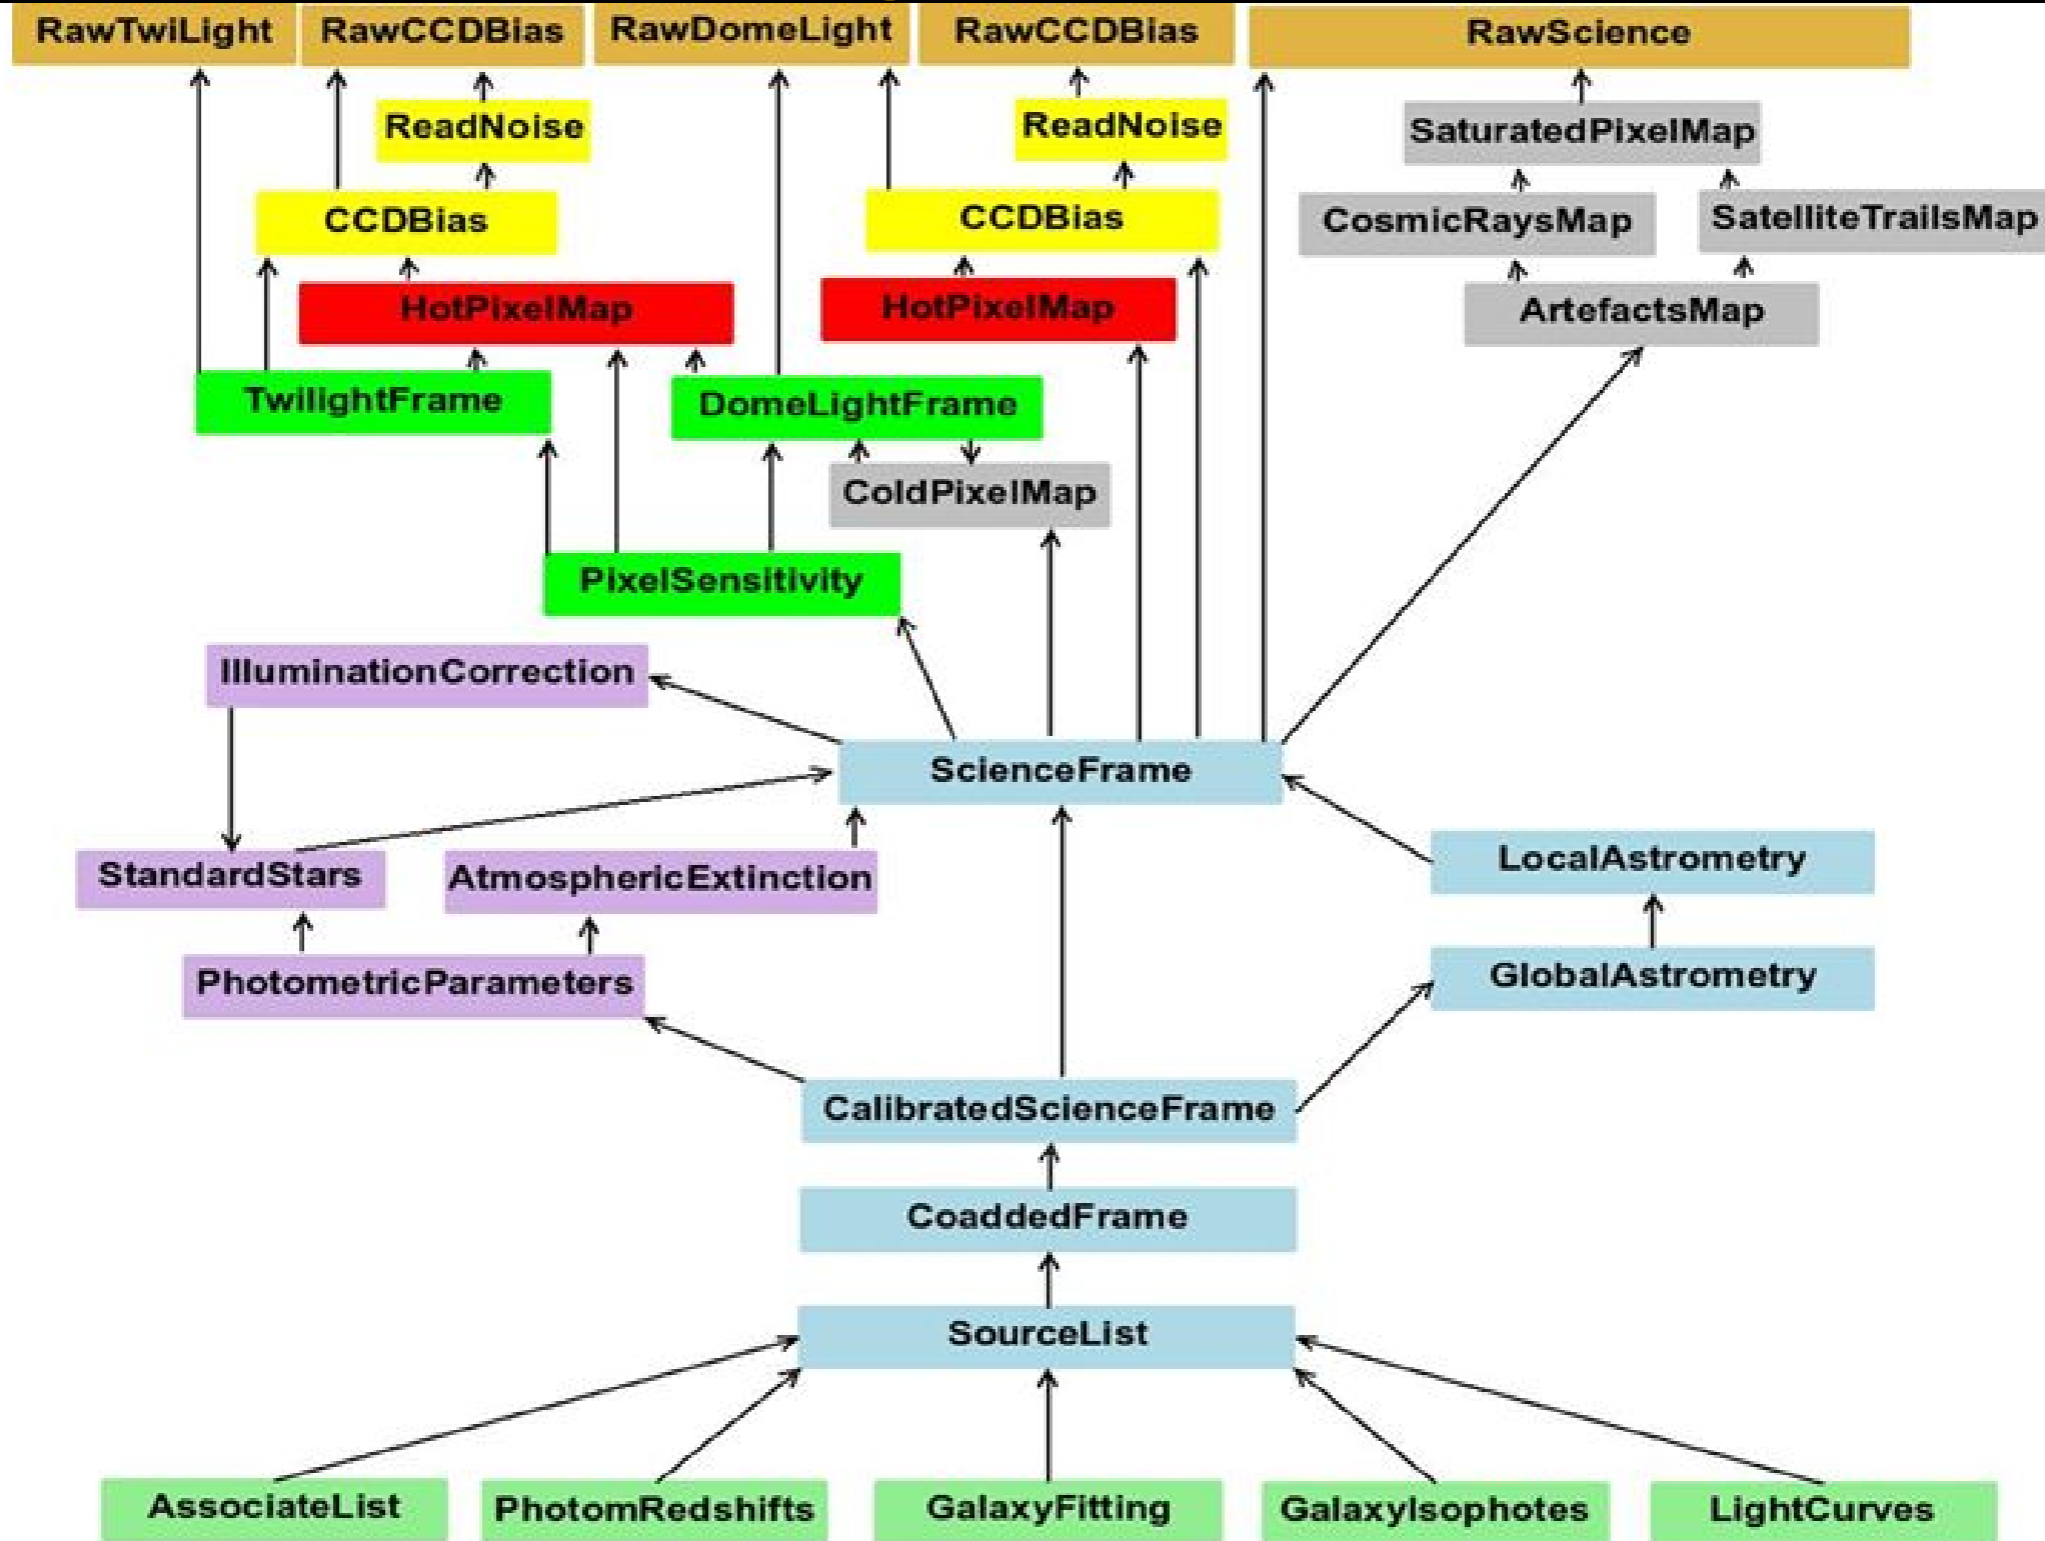 RawTwiLight
RawCCDBias
RawDomeLight
RawCCDBias
RawScience
ReadNoise
ReadNoise
SaturatedPixelMap
CCDBias
CCDBias
CosmicRaysMap
SatelliteTrailsMap
HotPixelMap
HotPixelMap
ArtefactsMap
TwilightFrame
DomeLightFrame
ColdPixelMap
PixelSensitivity
IlluminationCorrection
ScienceFrame
StandardStars
AtmosphericExtinction
LocalAstrometry
PhotometricParameters
GlobalAstrometry
CalibratedScienceFrame
CoaddedFrame
SourceList
AssociateList
PhotomRedshifts
GalaxyFitting
GalaxyIsophotes
LightCurves